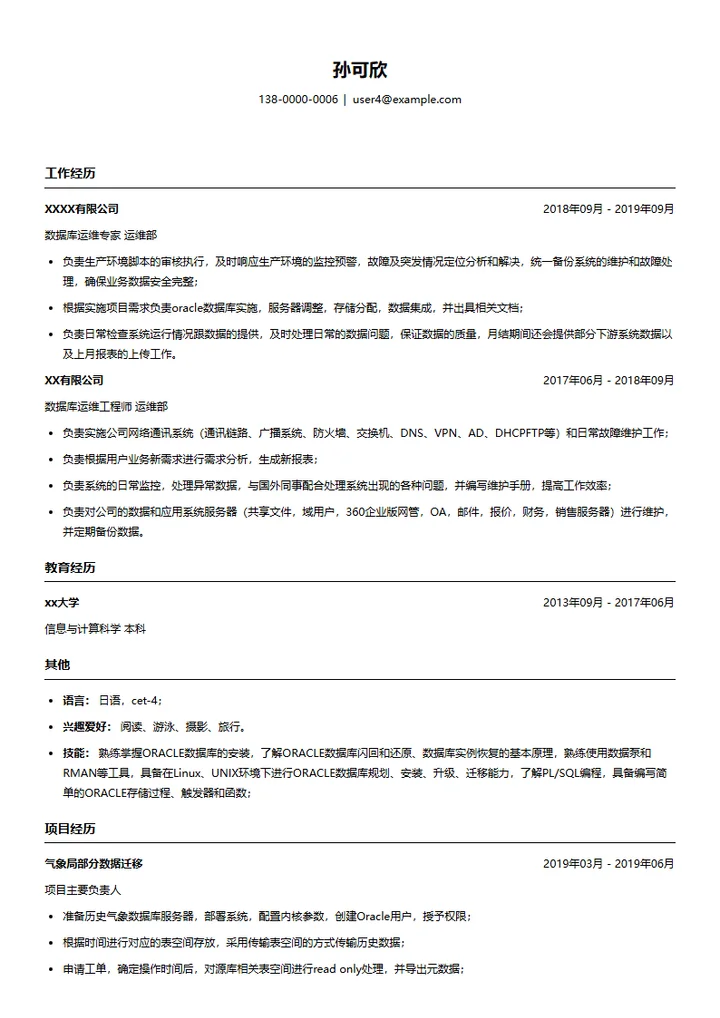 孙可欣
138-0000-0006 | user4@example.com
工作经历
XXXX有限公司 2018年09月 - 2019年09月
数据库运维专家 运维部
• 负责生产环境脚本的审核执行，及时响应生产环境的监控预警，故障及突发情况定位分析和解决，统一备份系统的维护和故障处
理，确保业务数据安全完整；
• 根据实施项目需求负责oracle数据库实施，服务器调整，存储分配，数据集成，并出具相关文档；
• 负责日常检查系统运行情况跟数据的提供，及时处理日常的数据问题，保证数据的质量，月结期间还会提供部分下游系统数据以
及上月报表的上传工作。
XX有限公司 2017年06月 - 2018年09月
数据库运维工程师 运维部
• 负责实施公司网络通讯系统（通讯链路、广播系统、防火墙、交换机、DNS、VPN、AD、DHCPFTP等）和日常故障维护工作；
• 负责根据用户业务新需求进行需求分析，生成新报表；
• 负责系统的日常监控，处理异常数据，与国外同事配合处理系统出现的各种问题，并编写维护手册，提高工作效率；
• 负责对公司的数据和应用系统服务器（共享文件，域用户，360企业版网管，OA，邮件，报价，财务，销售服务器）进行维护，
并定期备份数据。
教育经历
xx大学 2013年09月 - 2017年06月
信息与计算科学 本科
其他
• 语言： 日语，cet-4；
• 兴趣爱好： 阅读、游泳、摄影、旅行。
• 技能： 熟练掌握ORACLE数据库的安装，了解ORACLE数据库闪回和还原、数据库实例恢复的基本原理，熟练使用数据泵和
RMAN等工具，具备在Linux、UNIX环境下进行ORACLE数据库规划、安装、升级、迁移能力，了解PL/SQL编程，具备编写简
单的ORACLE存储过程、触发器和函数；
项目经历
气象局部分数据迁移 2019年03月 - 2019年06月
项目主要负责人
• 准备历史气象数据库服务器，部署系统，配置内核参数，创建Oracle用户，授予权限；
• 根据时间进行对应的表空间存放，采用传输表空间的方式传输历史数据；
• 申请工单，确定操作时间后，对源库相关表空间进行read only处理，并导出元数据；